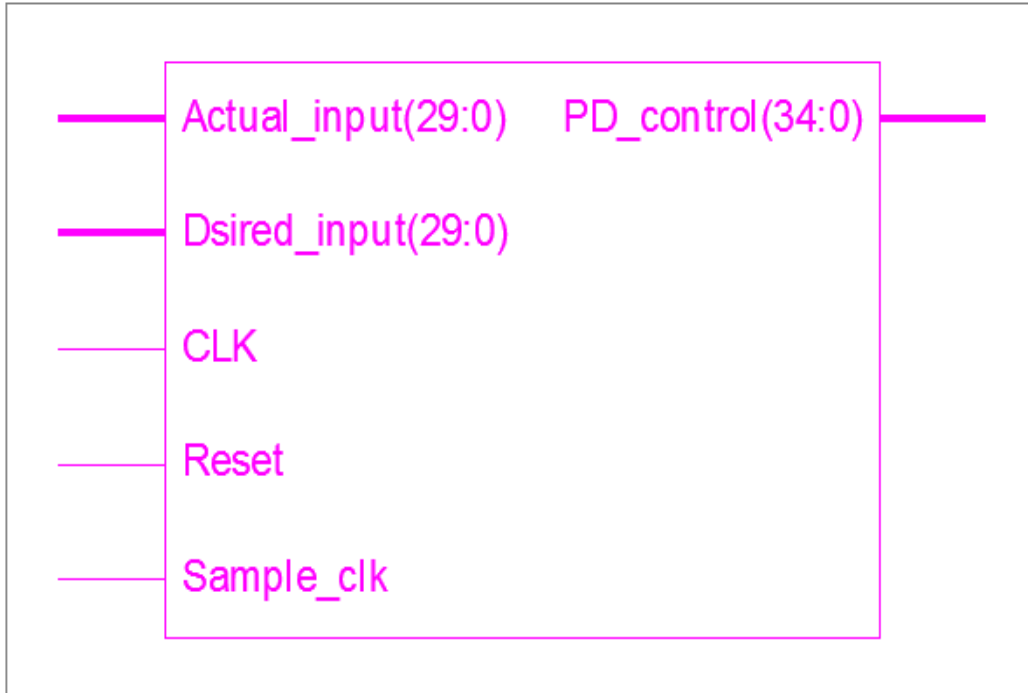 Actual_input(29:0) PD_control(34:0)
Dsired_input(29:0)
CLK
Reset
Sample_clk